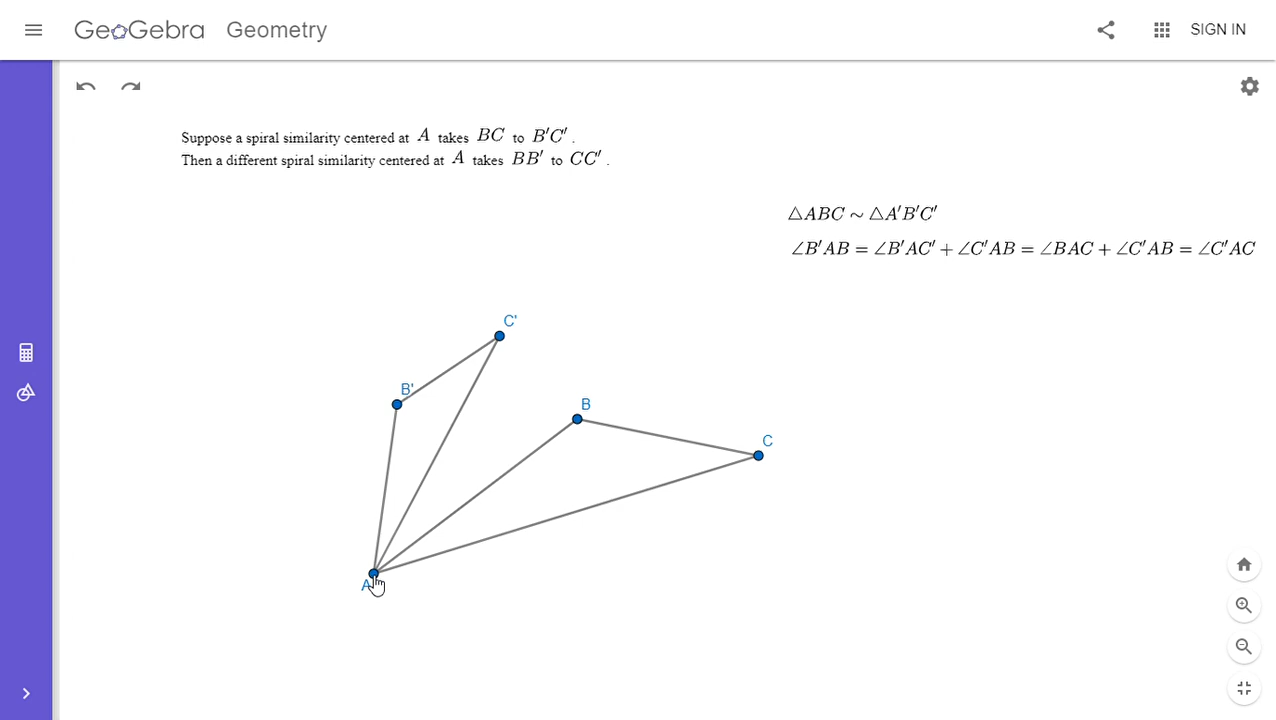 GeoGebra Geometry SIGN IN
Suppose a spiral similarity centered at A takes BC to B′C′ .
Then a different spiral similarity centered at A takes BB′ to CC′ .
△ABC ∼ △A′B′C′
∠B′AB = ∠B′AC′ + ∠C′AB = ∠BAC + ∠C′AB = ∠C′AC
C'
B'
B
C
A